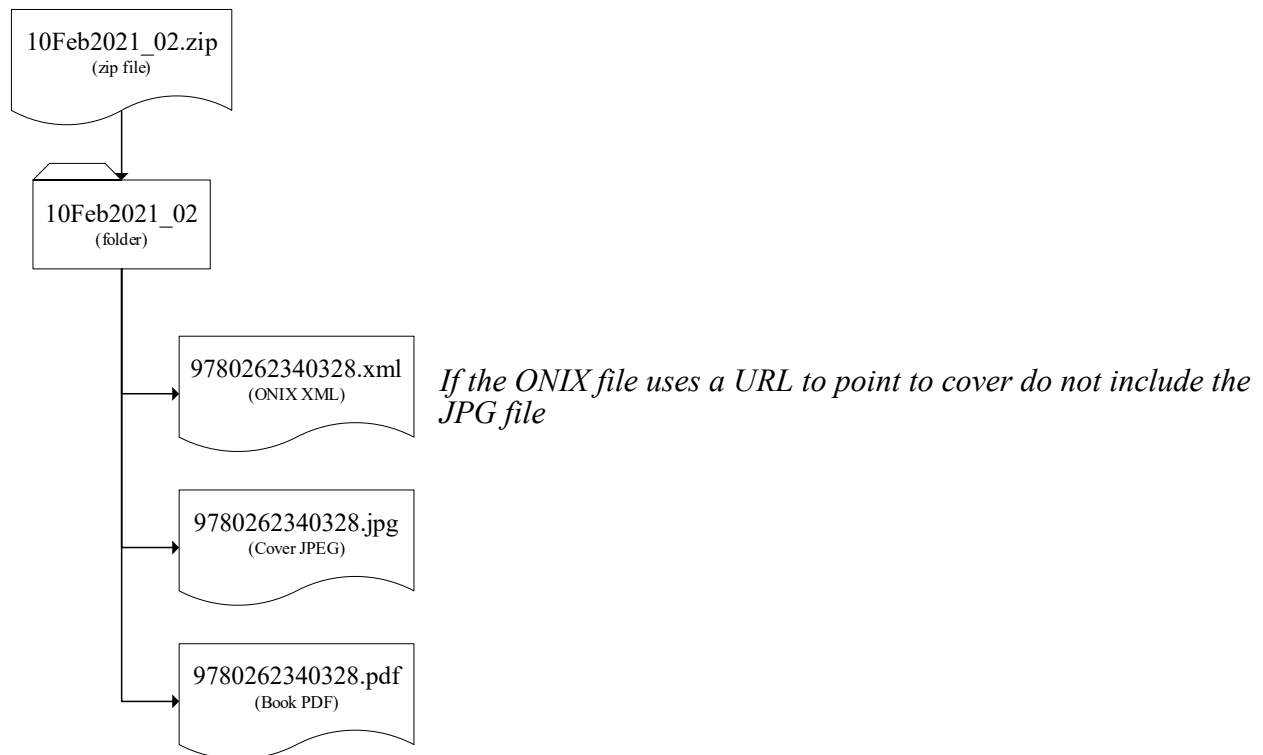 10Feb2021_02.zip
(zip file)
10Feb2021_02
(folder)
9780262340328.xml
(ONIX XML)
If the ONIX file uses a URL to point to cover do not include the
JPG file
9780262340328.jpg
(Cover JPEG)
9780262340328.pdf
(Book PDF)